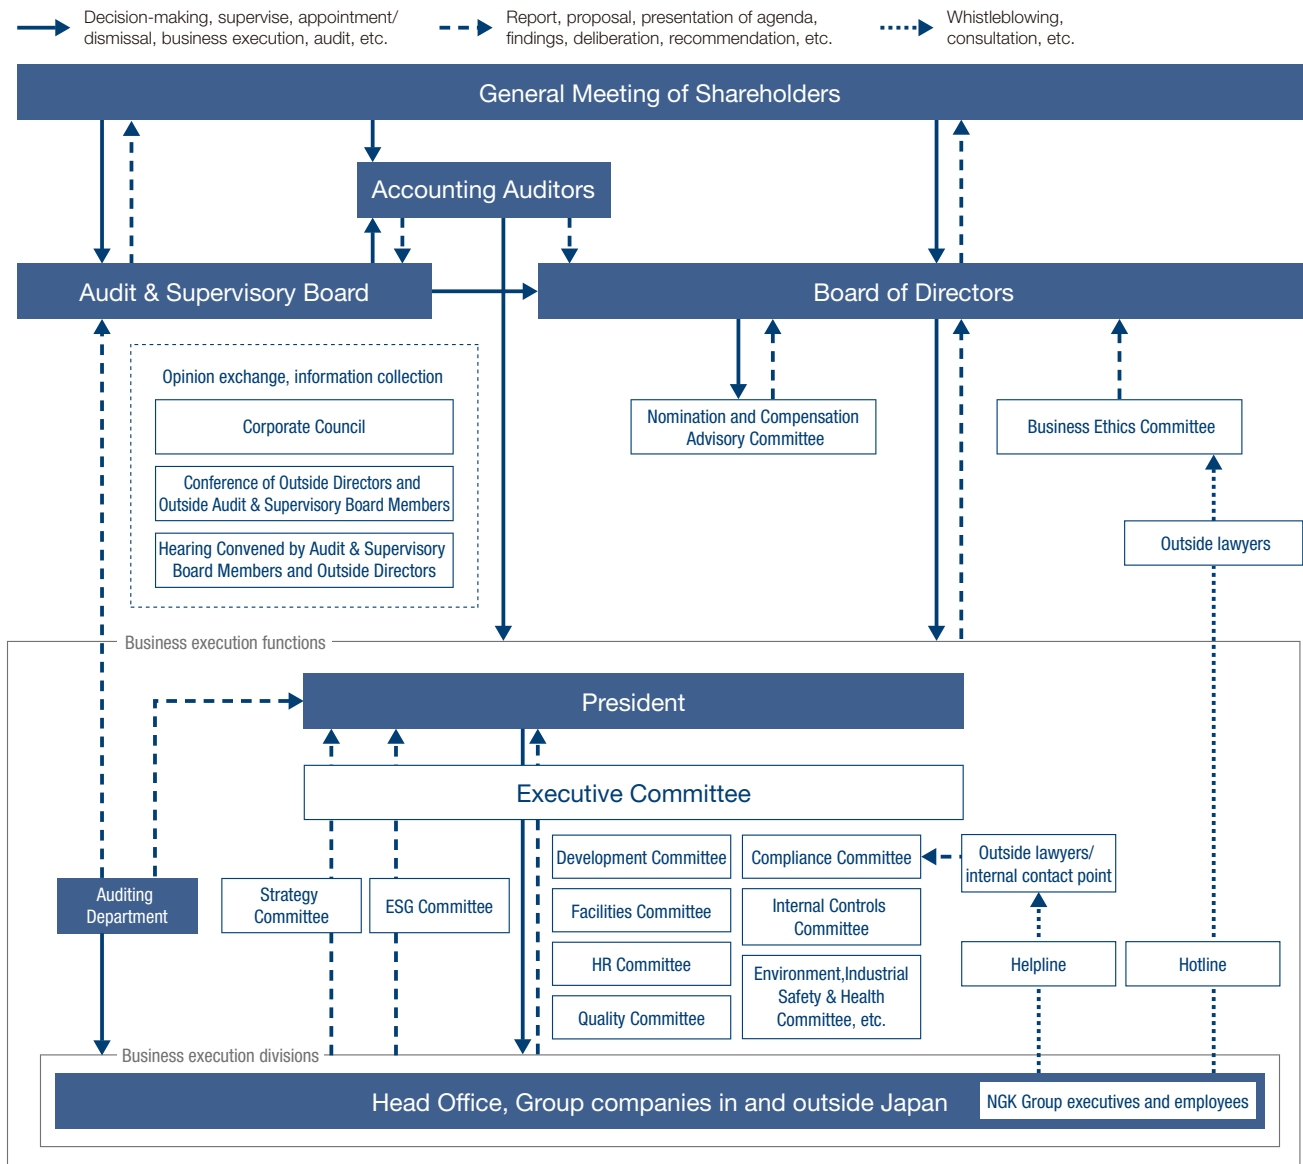 Decision-making, supervise, appointment/
dismissal, business execution, audit, etc.
Report, proposal, presentation of agenda,
findings, deliberation, recommendation, etc.
Whistleblowing,
consultation, etc.
General Meeting of Shareholders
Accounting Auditors
Audit & Supervisory Board
Board of Directors
Opinion exchange, information collection
Corporate Council
Conference of Outside Directors and
Outside Audit & Supervisory Board Members
Hearing Convened by Audit & Supervisory
Board Members and Outside Directors
Nomination and Compensation
Advisory Committee
Business Ethics Committee
Outside lawyers
Business execution functions
President
Executive Committee
Auditing
Department
Strategy
Committee
ESG Committee
Development Committee
Facilities Committee
HR Committee
Quality Committee
Compliance Committee
Internal Controls
Committee
Environment,Industrial
Safety & Health
Committee, etc.
Outside lawyers/
internal contact point
Helpline
Hotline
Business execution divisions
Head Office, Group companies in and outside Japan
NGK Group executives and employees